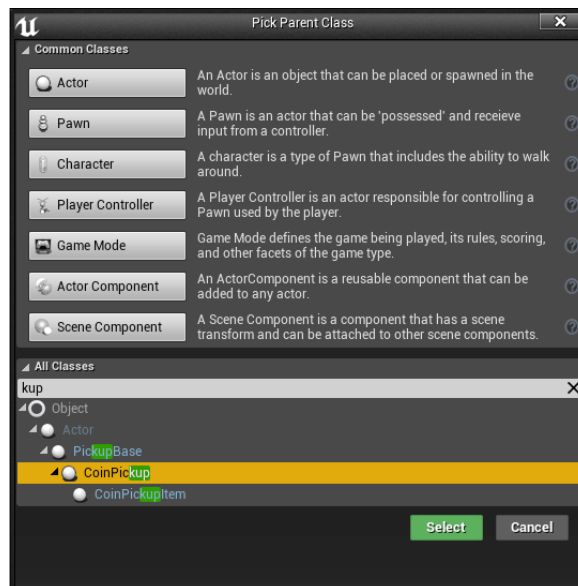 Pick Parent Class
Common Classes
Actor
An Actor is an object that can be placed or spawned in the
world.
Pawn
A Pawn is an actor that can be 'possessed' and receieve
input from a controller.
Character
A character is a type of Pawn that includes the ability to walk
around.
Player Controller
A Player Controller is an actor responsible for controlling a
Pawn used by the player.
Game Mode
Game Mode defines the game being played, its rules, scoring,
and other facets of the game type.
Actor Component
An ActorComponent is a reusable component that can be
added to any actor.
Scene Component
A Scene Component is a component that has a scene
transform and can be attached to other scene components.
All Classes
kup
Object
Actor
PickupBase
CoinPickup
CoinPickupItem
Select
Cancel